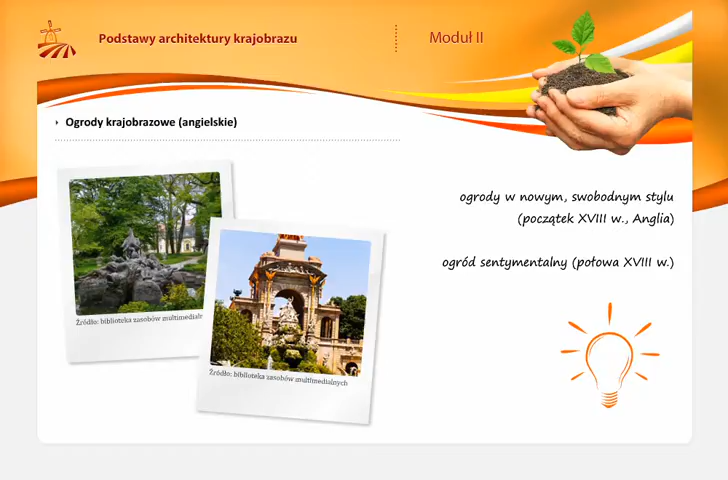 Podstawy architektury krajobrazu
Moduł II
Ogrody krajobrazowe (angielskie)
ogrody w nowym, swobodnym stylu
(początek XVIII w., Anglia)
ogród sentymentalny (połowa XVIII w.)
Źródło: biblioteka zasobów multimedialn
Źródło: biblioteka zasobów multimedialnych